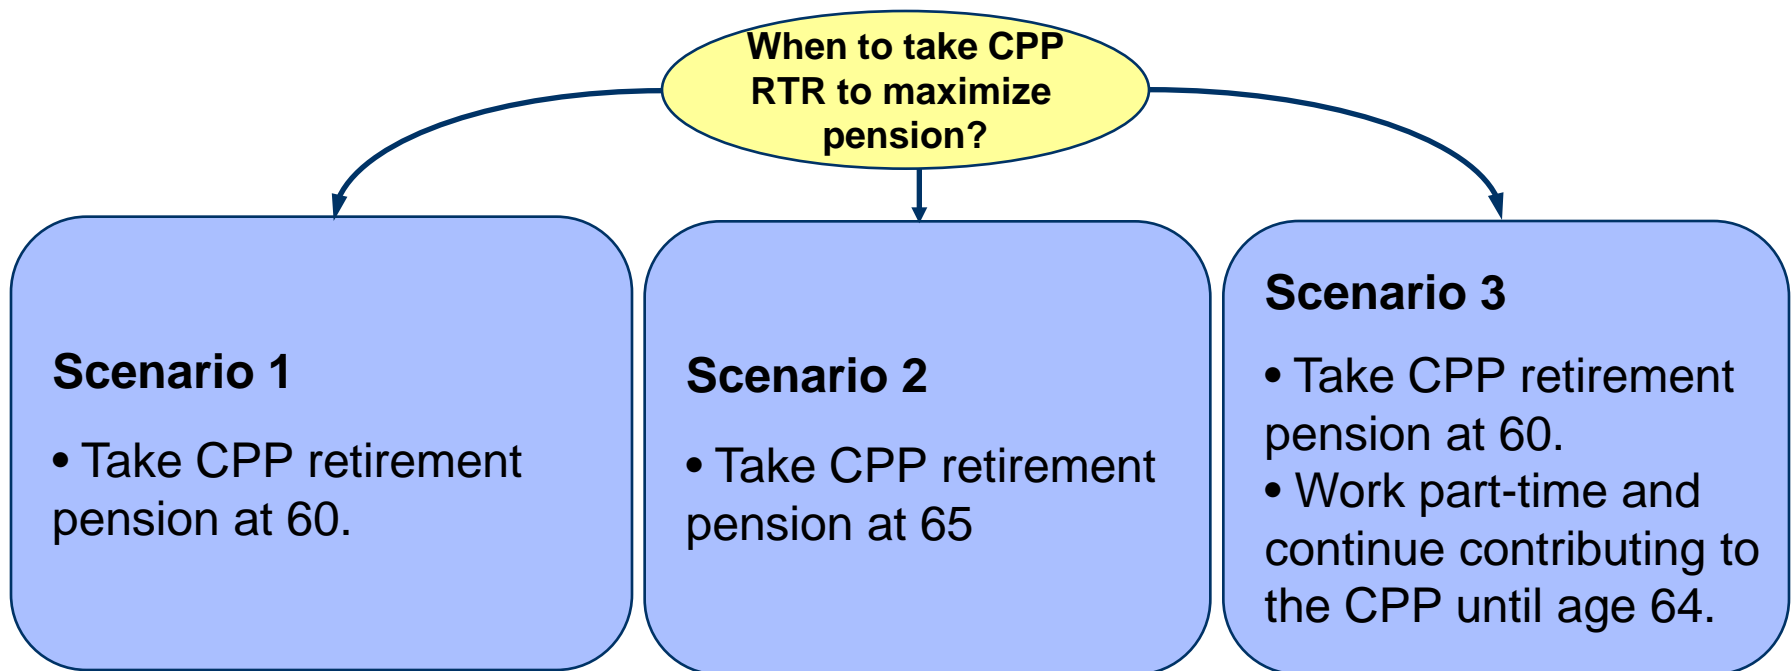 When to take CPP
RTR to maximize
pension?
Scenario 1
• Take CPP retirement
pension at 60.
Scenario 2
• Take CPP retirement
pension at 65
Scenario 3
• Take CPP retirement
pension at 60.
• Work part-time and
continue contributing to
the CPP until age 64.